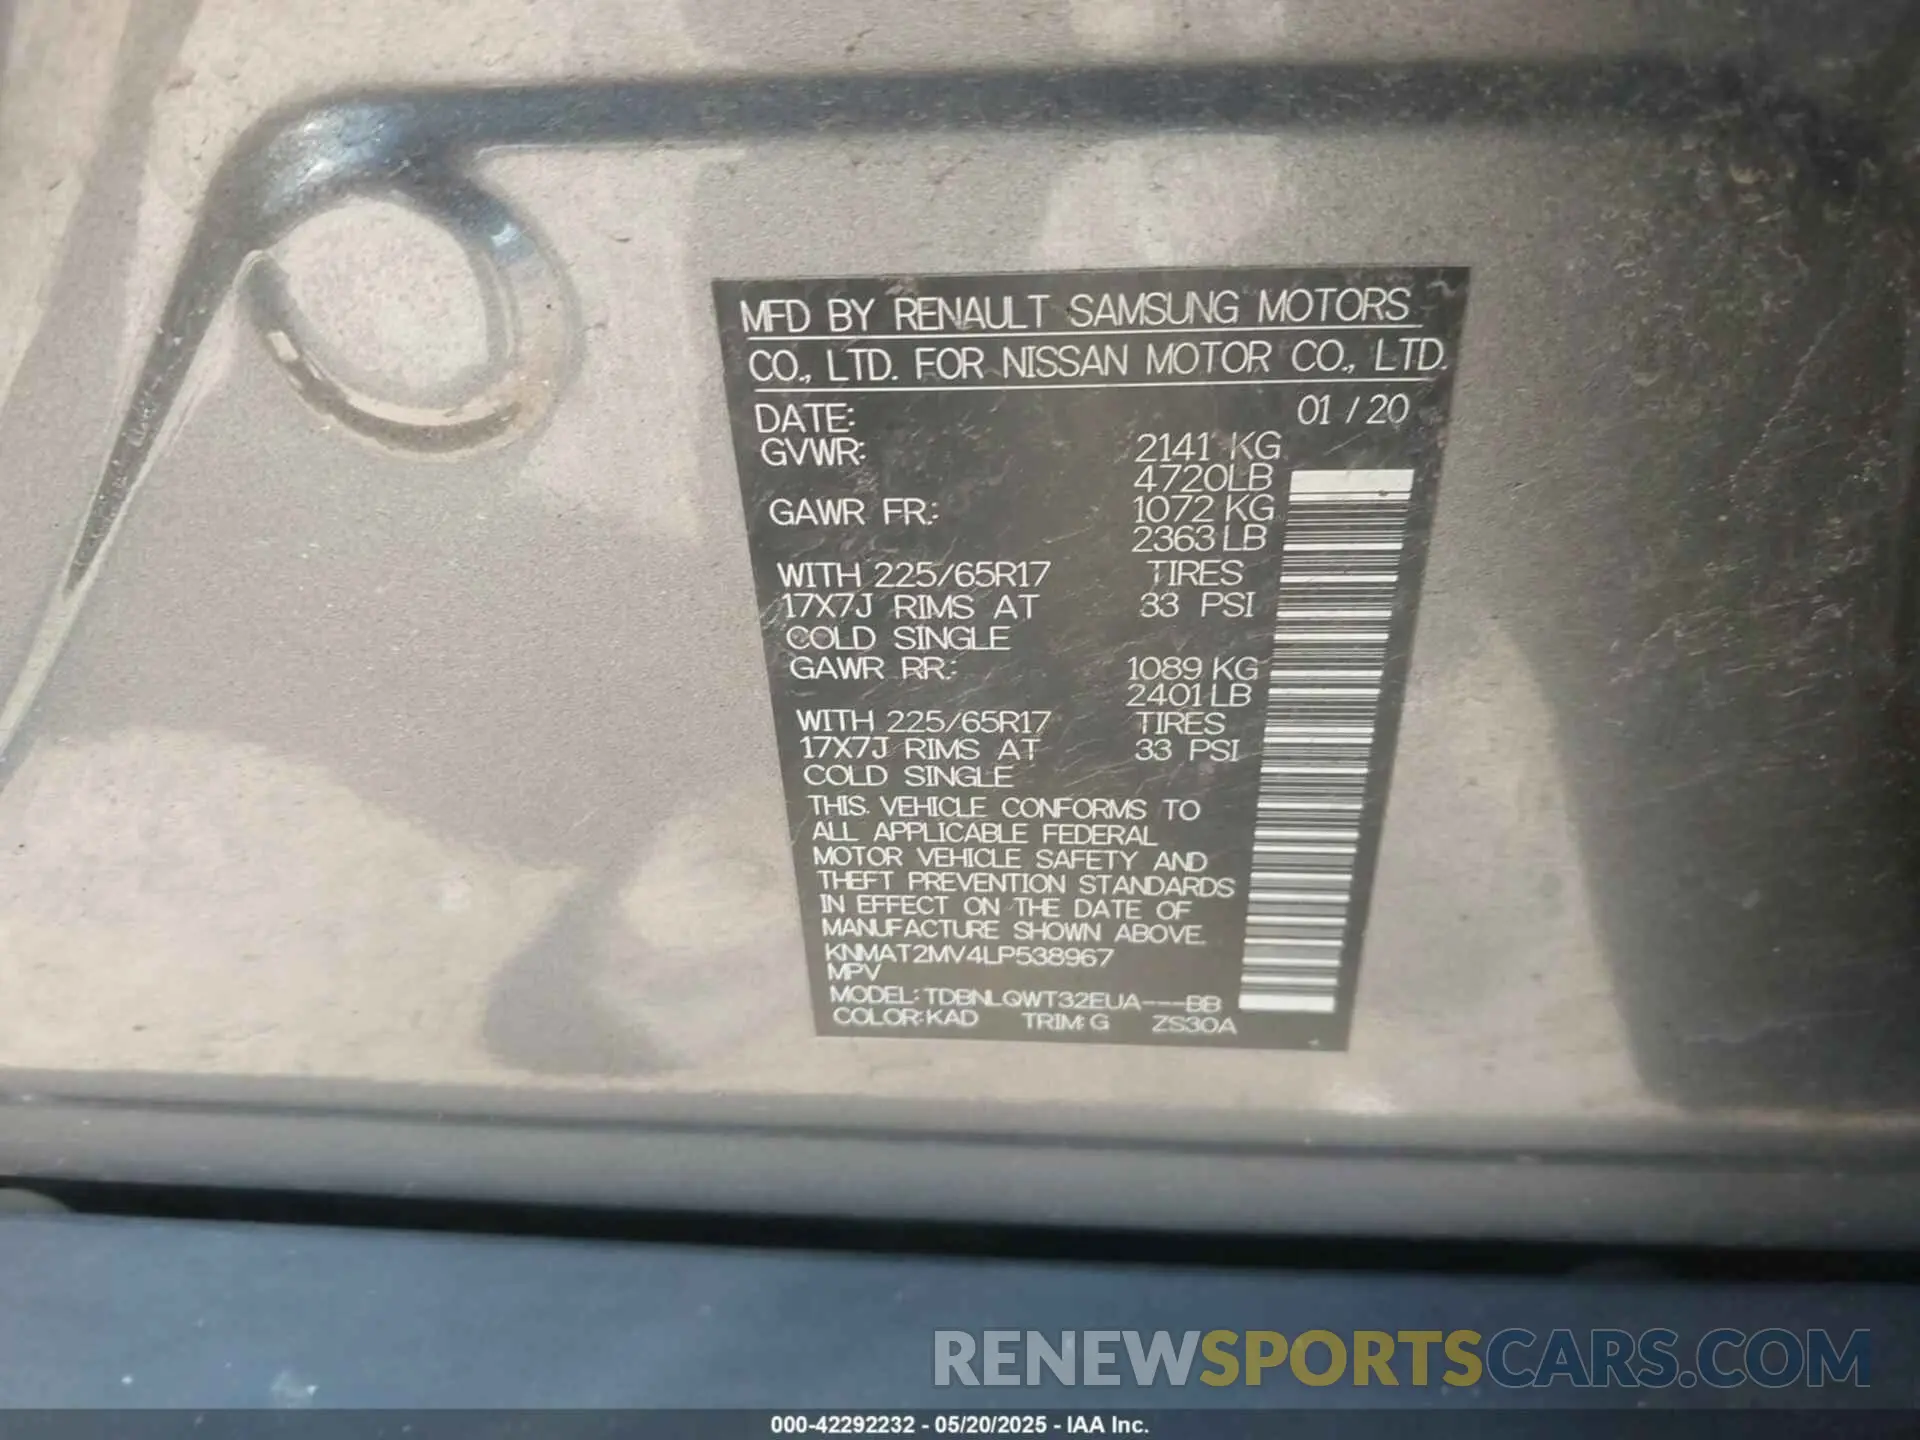 MFD BY RENAULT SAMSUNG MOTORS
CO., LTD. FOR NISSAN MOTOR CO., LTD.
DATE: 01 / 20
GVWR: 2141 KG
4720LB
GAWR FR.: 1072 KG
2363 LB
WITH 225/65R17 TIRES
17X7J RIMS AT 33 PSI
COLD SINGLE
GAWR RR.: 1089 KG
2401 LB
WITH 225/65R17 TIRES
17X7J RIMS AT 33 PSI
COLD SINGLE
THIS VEHICLE CONFORMS TO
ALL APPLICABLE FEDERAL
MOTOR VEHICLE SAFETY AND
THEFT PREVENTION STANDARDS
IN EFFECT ON THE DATE OF
MANUFACTURE SHOWN ABOVE.
KNMAT2MV4LP538967
MPV
MODEL: TDBNLQWT32EUA---BB
COLOR:KAD TRIM: G ZS30A
RENEWSPORTSCARS.COM
000-42292232 - 05/20/2025 - IAA Inc.